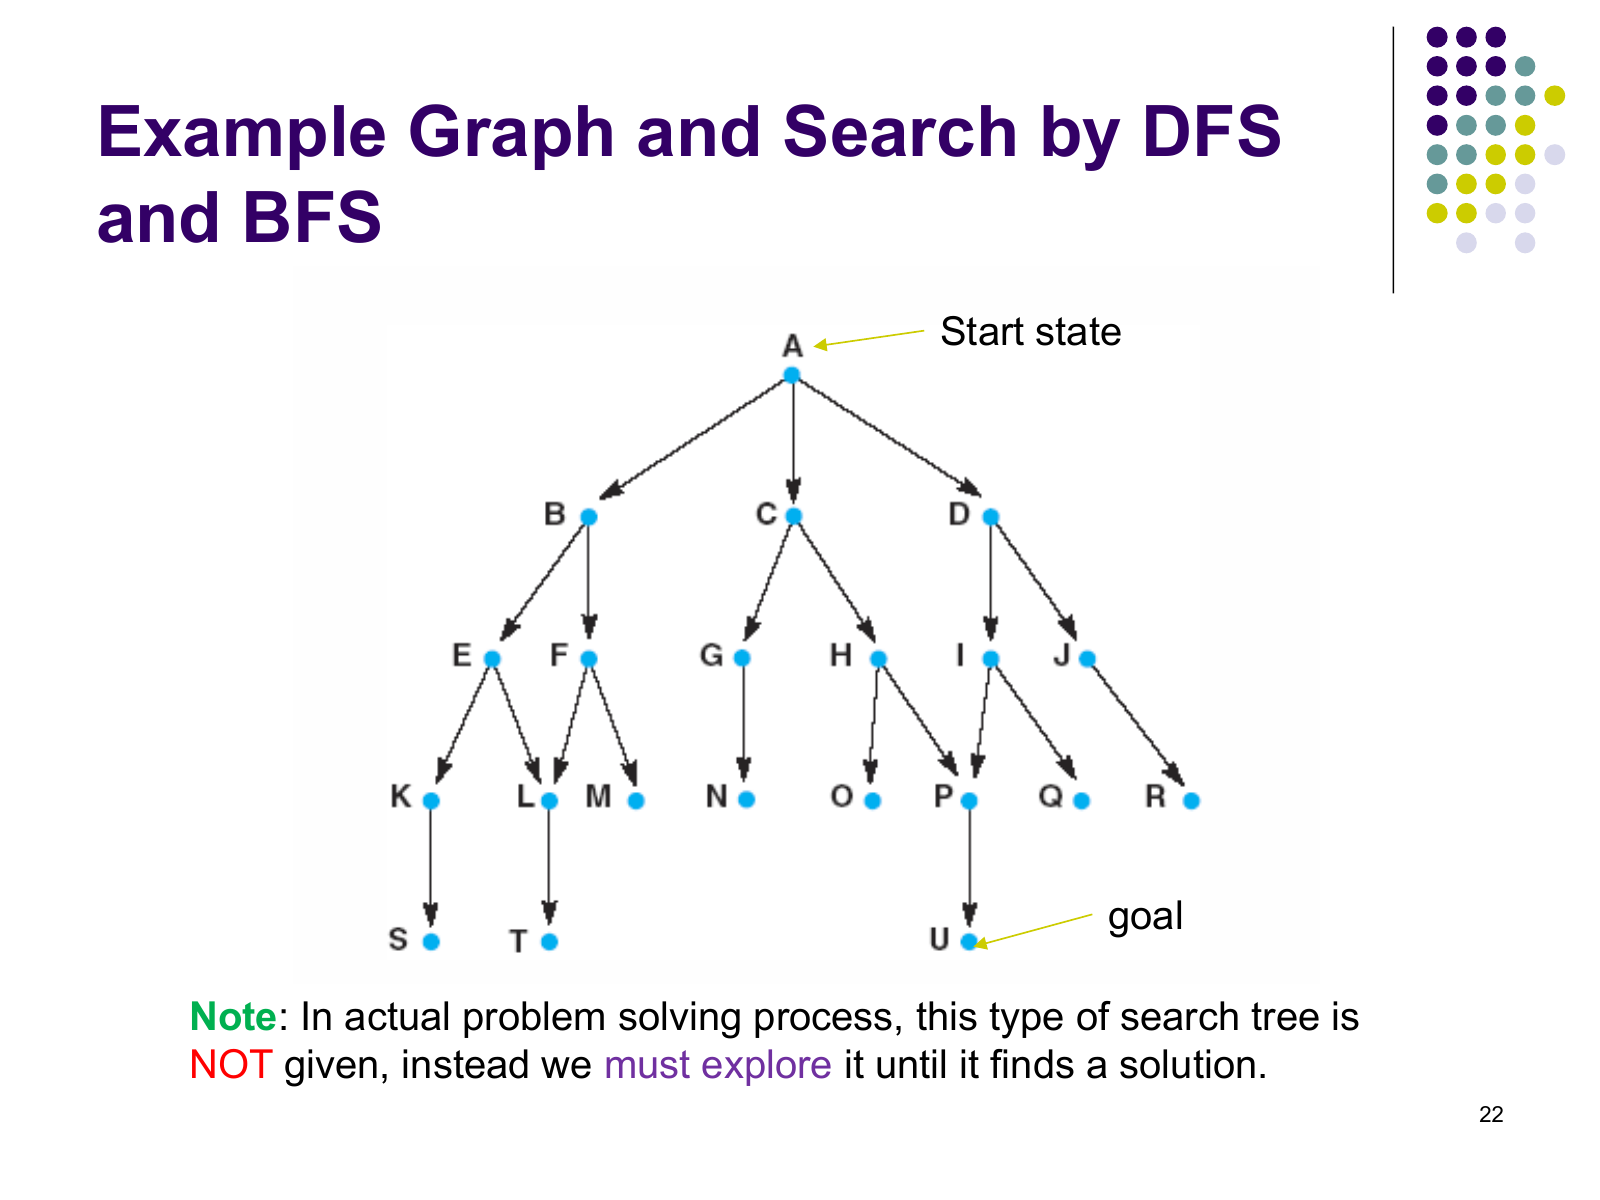 Example Graph and Search by DFS
and BFS
Start state
A
B
C
D
E
F
G
H
I
J
K
L
M
N
O
P
Q
R
goal
S
T
U
Note: In actual problem solving process, this type of search tree is
NOT given, instead we must explore it until it finds a solution.
22